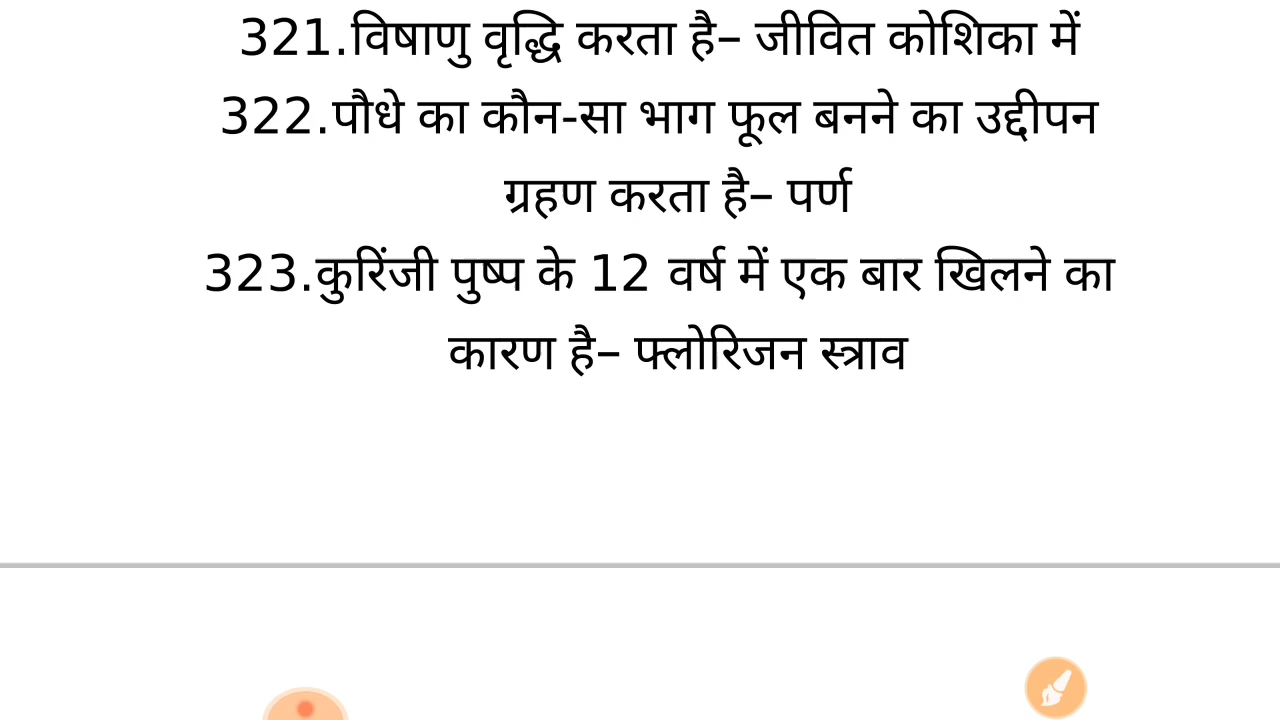 321.विषाणु वृद्धि करता है– जीवित कोशिका में
322.पौधे का कौन-सा भाग फूल बनने का उद्दीपन
ग्रहण करता है– पर्ण
323.कुरिंजी पुष्प के 12 वर्ष में एक बार खिलने का
कारण है– फ्लोरिजन स्त्राव